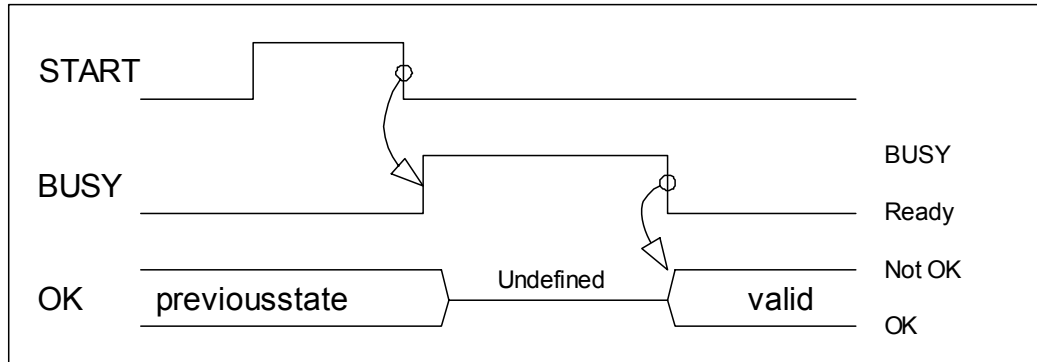 START
BUSY
BUSY
Ready
Undefined
Not OK
OK
previousstate
valid
OK